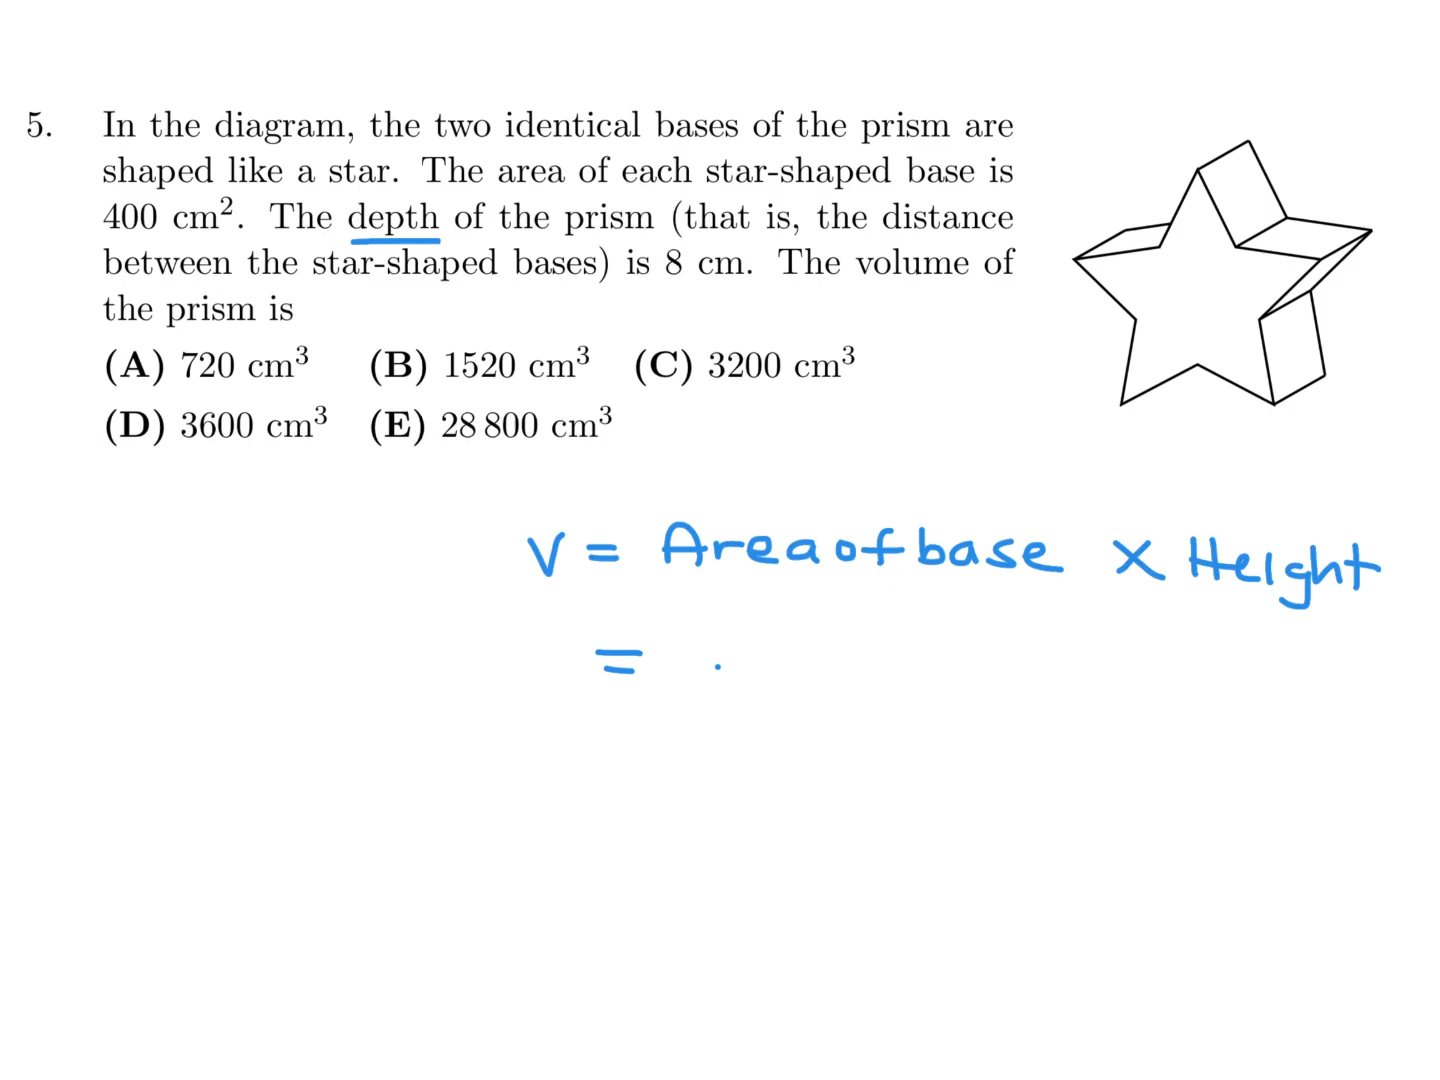 5. In the diagram, the two identical bases of the prism are
shaped like a star. The area of each star-shaped base is
400 cm². The depth of the prism (that is, the distance
between the star-shaped bases) is 8 cm. The volume of
the prism is
(A) 720 cm³ (B) 1520 cm³ (C) 3200 cm³
(D) 3600 cm³ (E) 28 800 cm³
V = Area of base × Height
=